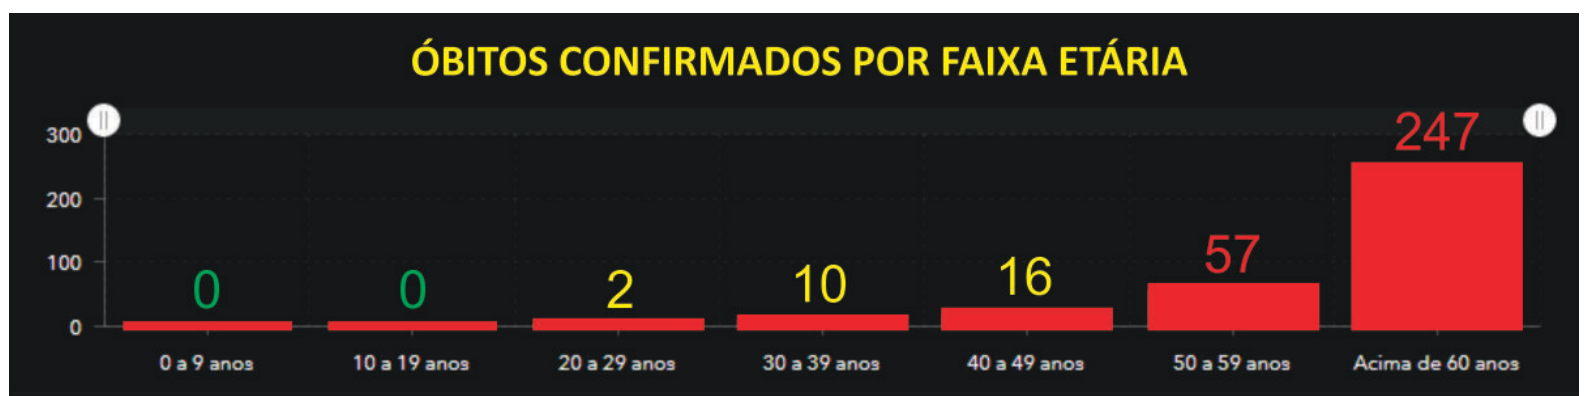 ÓBITOS CONFIRMADOS POR FAIXA ETÁRIA
300
200
100
0
0 0 2 10 16 57 247
0 a 9 anos 10 a 19 anos 20 a 29 anos 30 a 39 anos 40 a 49 anos 50 a 59 anos Acima de 60 anos